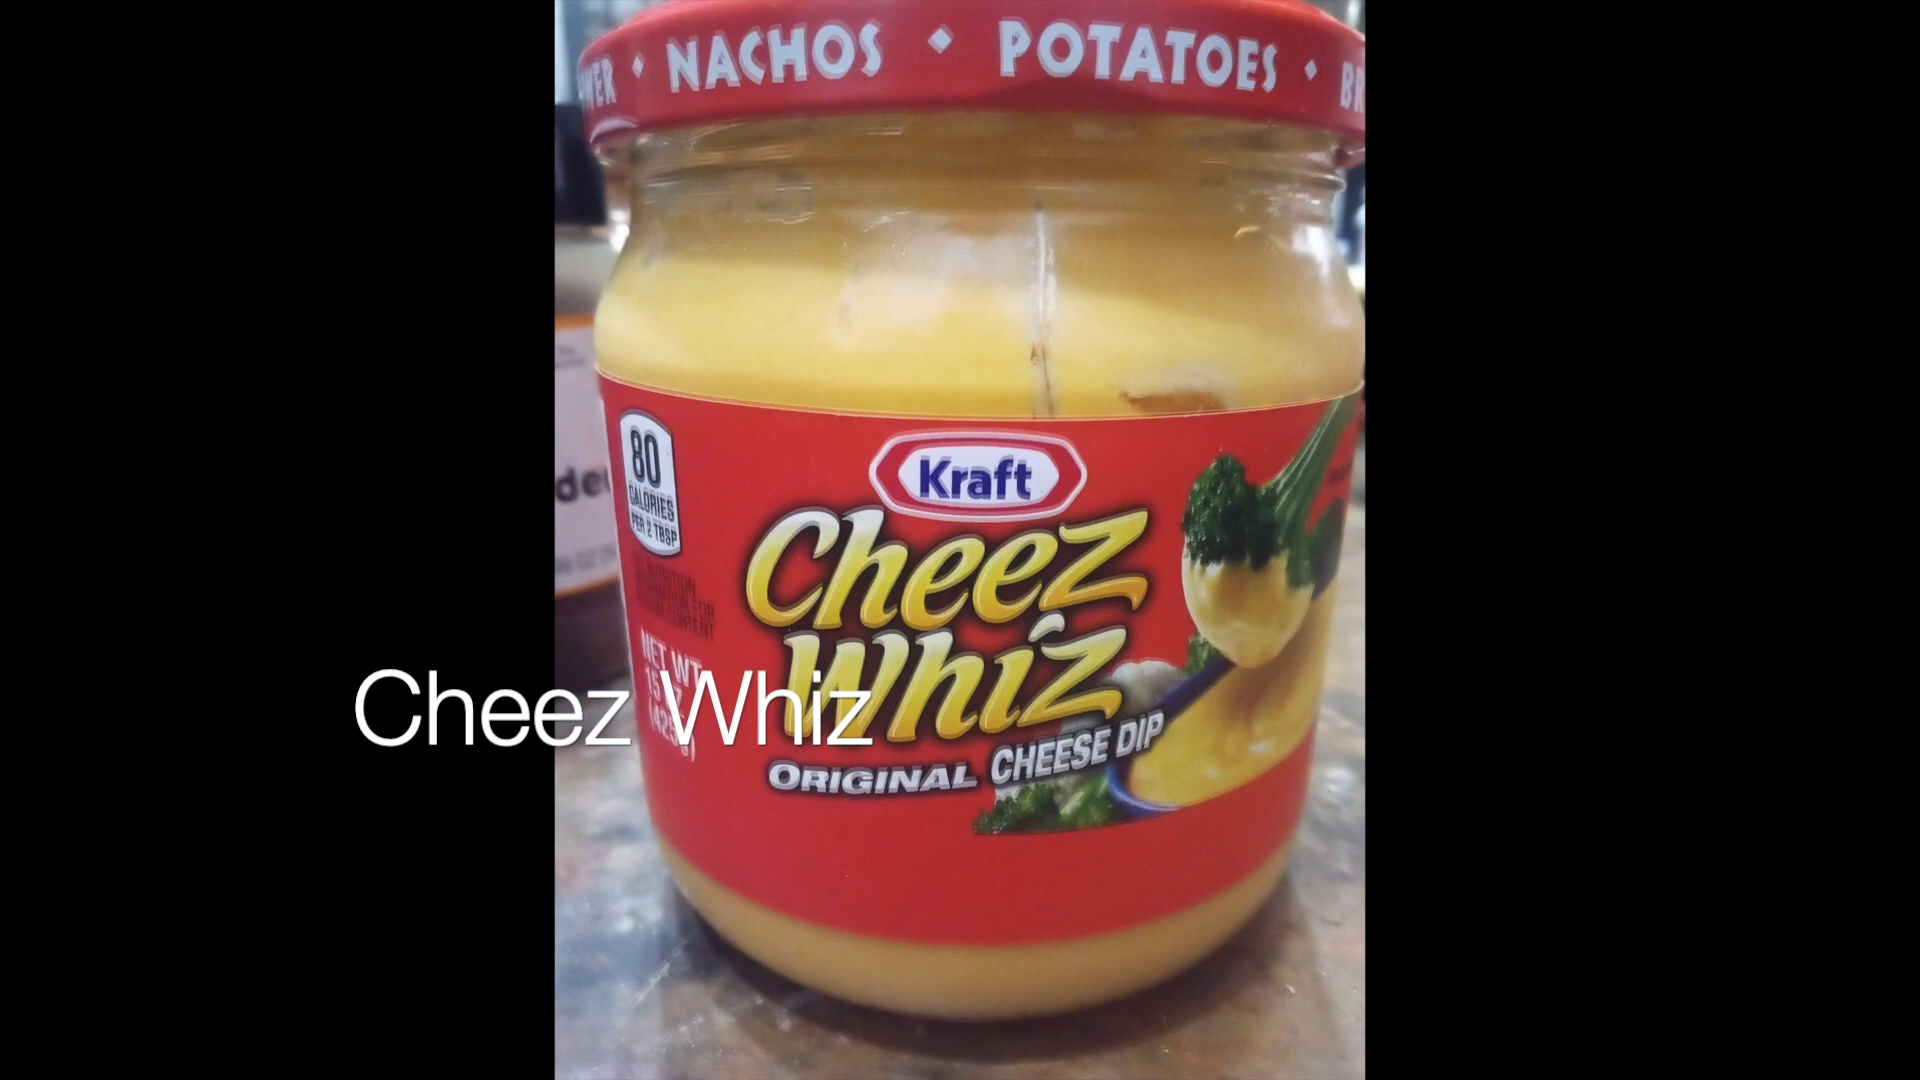 NACHOS • POTATOES •
80
CALORIES
PER 2 TBSP
Kraft
Cheez
Whiz
ORIGINAL CHEESE DIP
NET WT
Cheez Whiz